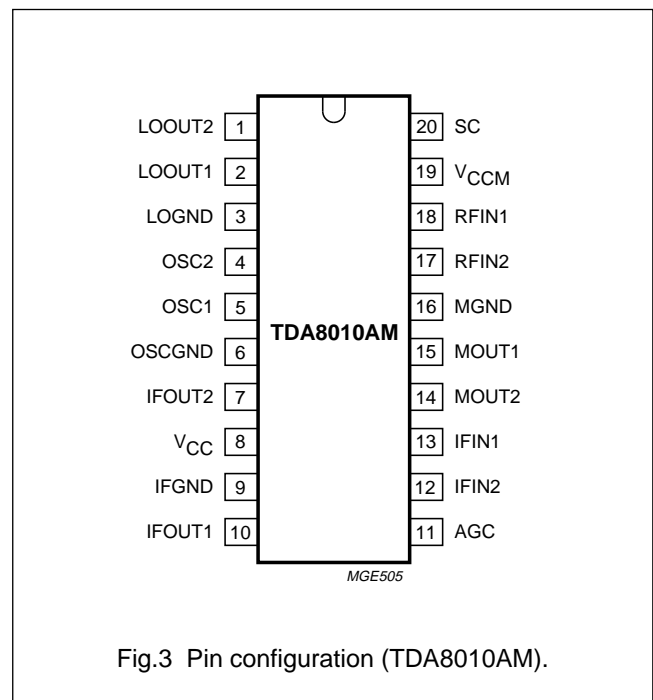 LOOUT2 1
LOOUT1 2
LOGND 3
OSC2 4
OSC1 5
OSCGND 6
IFOUT2 7
VCC 8
IFGND 9
IFOUT1 10
TDA8010AM
20 SC
19 VCCM
18 RFIN1
17 RFIN2
16 MGND
15 MOUT1
14 MOUT2
13 IFIN1
12 IFIN2
11 AGC
MGE505
Fig.3 Pin configuration (TDA8010AM).